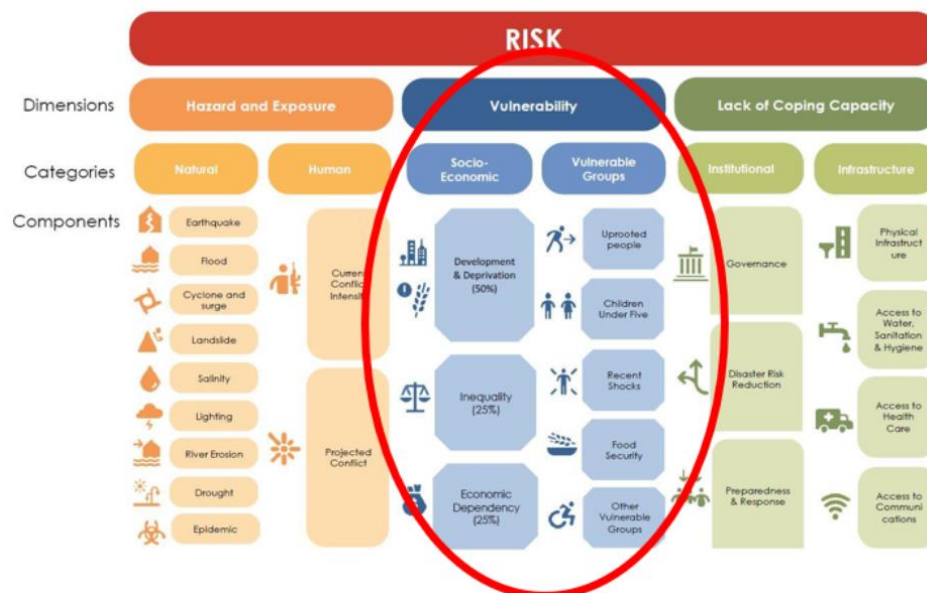 RISK
Dimensions
Hazard and Exposure
Vulnerability
Lack of Coping Capacity
Categories
Natural
Human
Socio-
Economic
Vulnerable
Groups
Institutional
Infrastructure
Components
Earthquake
Flood
Cyclone and
surge
Landslide
Salinity
Lighting
River Erosion
Drought
Epidemic
Current
Conflict
Intensity
Projected
Conflict
Development
& Deprivation
(50%)
Inequality
(25%)
Economic
Dependency
(25%)
Uprooted
people
Children
Under Five
Recent
Shocks
Food
Security
Other
Vulnerable
Groups
Governance
Disaster Risk
Reduction
Preparedness
& Response
Physical
Infrastruct
ure
Access to
Water,
Sanitation
& Hygiene
Access to
Health
Care
Access to
Communi
cations